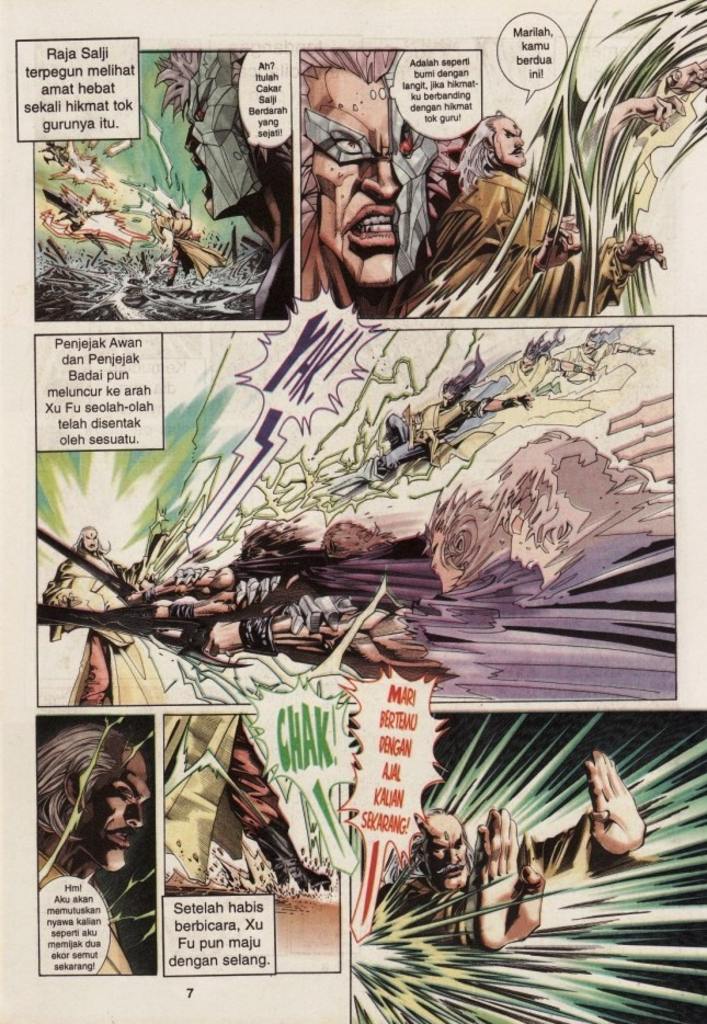 Raja Salji
terpegun melihat
amat hebat
sekali hikmat tok
gurunya itu.
Ah?
Itulah
Cakar
Salji
Berdarah
yang
sejati!
Adalah seperti
bumi dengan
langit, jika hikmat-
ku berbanding
dengan hikmat
tok guru!
Marilah,
kamu
berdua
ini!
Penjejak Awan
dan Penjejak
Badai pun
meluncur ke arah
Xu Fu seolah-olah
telah disentak
oleh sesuatu.
YAK!
Hm!
Aku akan
memutuskan
nyawa kalian
seperti aku
memijak dua
ekor semut
sekarang!
CHAK!
Setelah habis
berbicara, Xu
Fu pun maju
dengan selang.
MARI
BERTEMU
DENGAN
AJAL
KALIAN
SEKARANG!
7